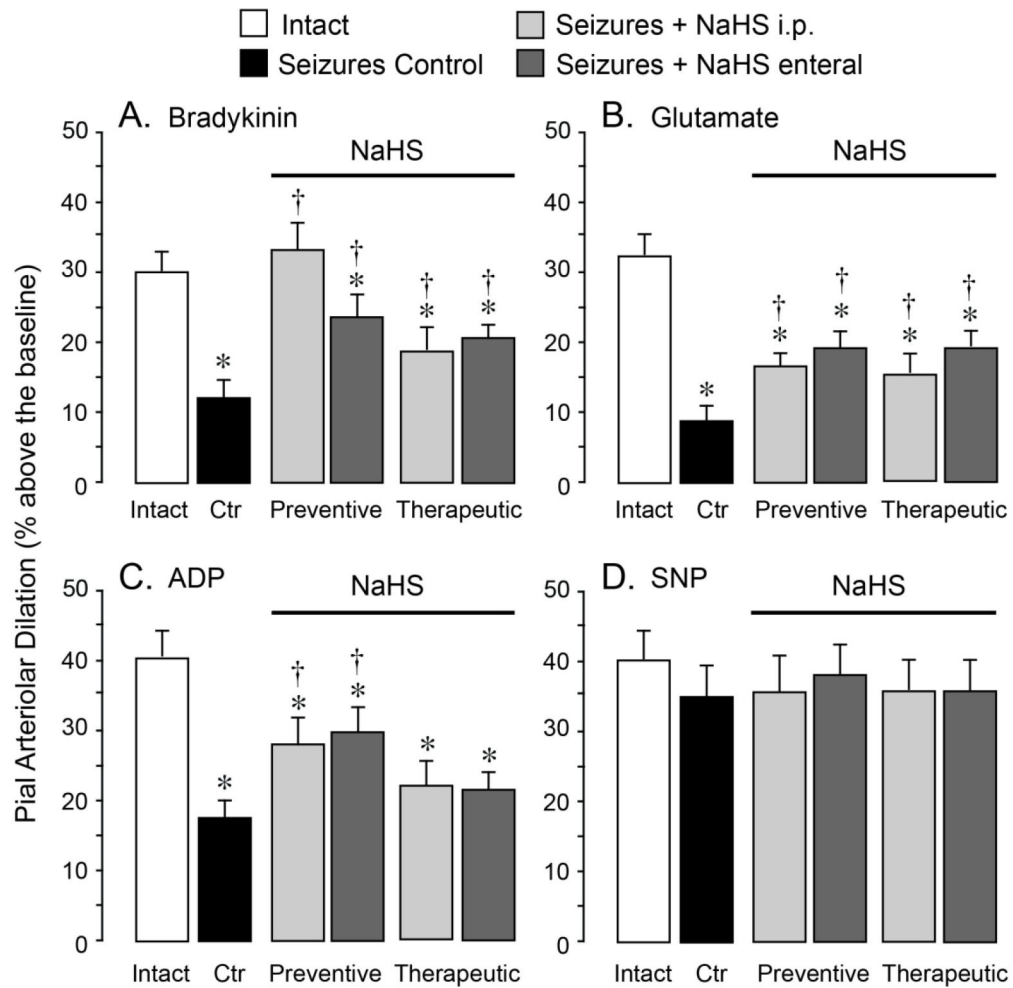 Intact
Seizures Control
Seizures + NaHS i.p.
Seizures + NaHS enteral
Pial Arteriolar Dilation (% above the baseline)
A. Bradykinin
NaHS
50
40
30
20
10
0
*
†
†
*
†
*
†
*
Intact Ctr Preventive Therapeutic
B. Glutamate
NaHS
50
40
30
20
10
0
*
†
*
†
*
†
*
†
*
Intact Ctr Preventive Therapeutic
C. ADP
NaHS
50
40
30
20
10
0
*
†
*
†
*
*
*
Intact Ctr Preventive Therapeutic
D. SNP
NaHS
50
40
30
20
10
0
Intact Ctr Preventive Therapeutic